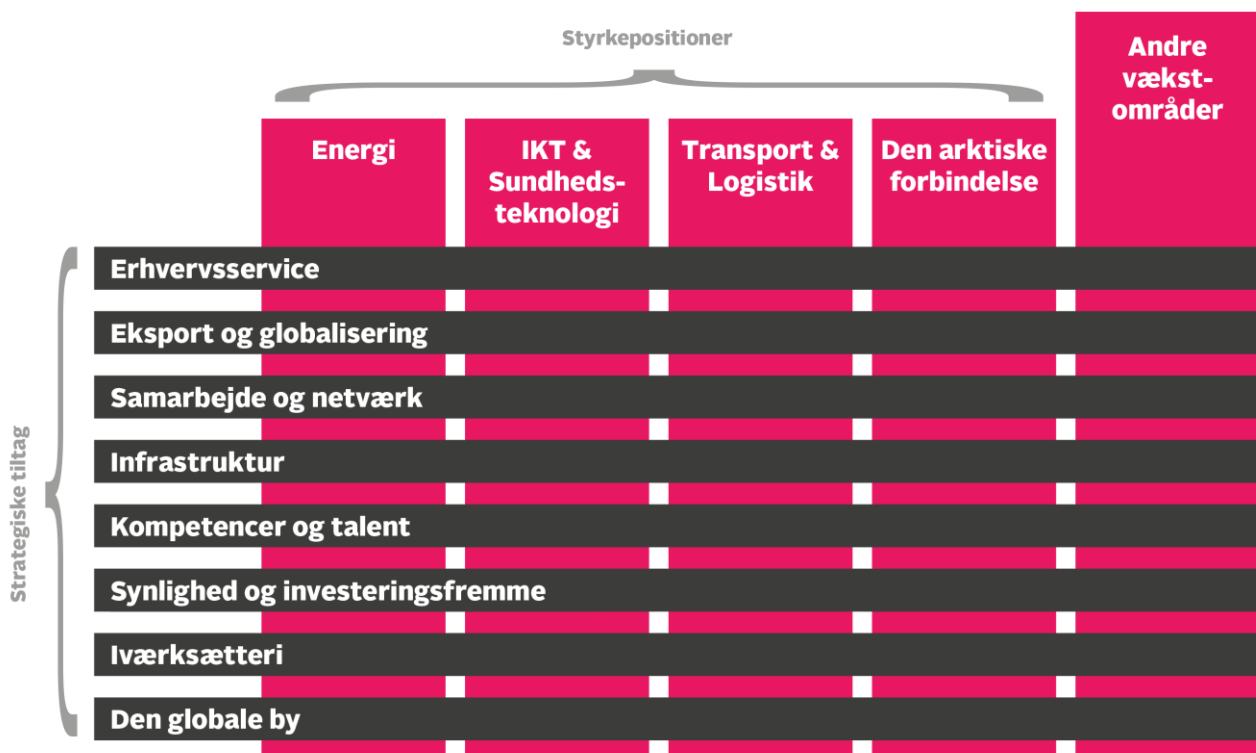 Styrkepositioner
Andre
vækst-
områder
Energi
IKT &
Sundheds-
teknologi
Transport &
Logistik
Den arktiske
forbindelse
Strategiske tiltag
Erhvervsservice
Eksport og globalisering
Samarbejde og netværk
Infrastruktur
Kompetencer og talent
Synlighed og investeringsfremme
Iværksætteri
Den globale by